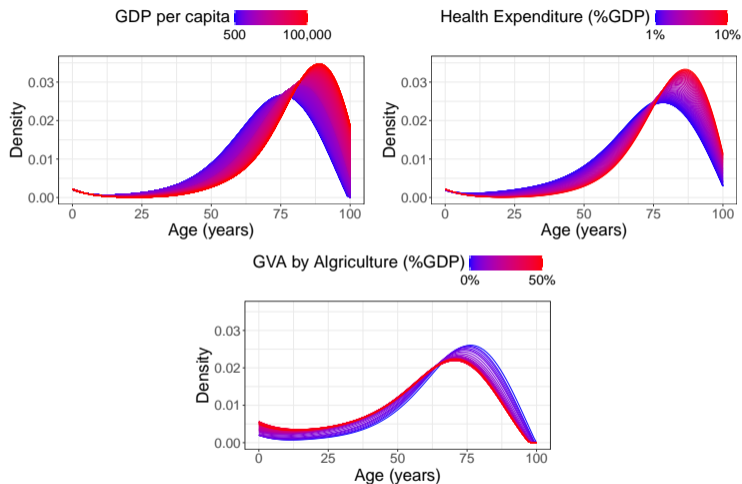 GDP per capita
500 100,000
Density
0.03
0.02
0.01
0.00
0 25 50 75 100
Age (years)
Health Expenditure (%GDP)
1% 10%
Density
0.03
0.02
0.01
0.00
0 25 50 75 100
Age (years)
GVA by Algriculture (%GDP)
0% 50%
Density
0.03
0.02
0.01
0.00
0 25 50 75 100
Age (years)